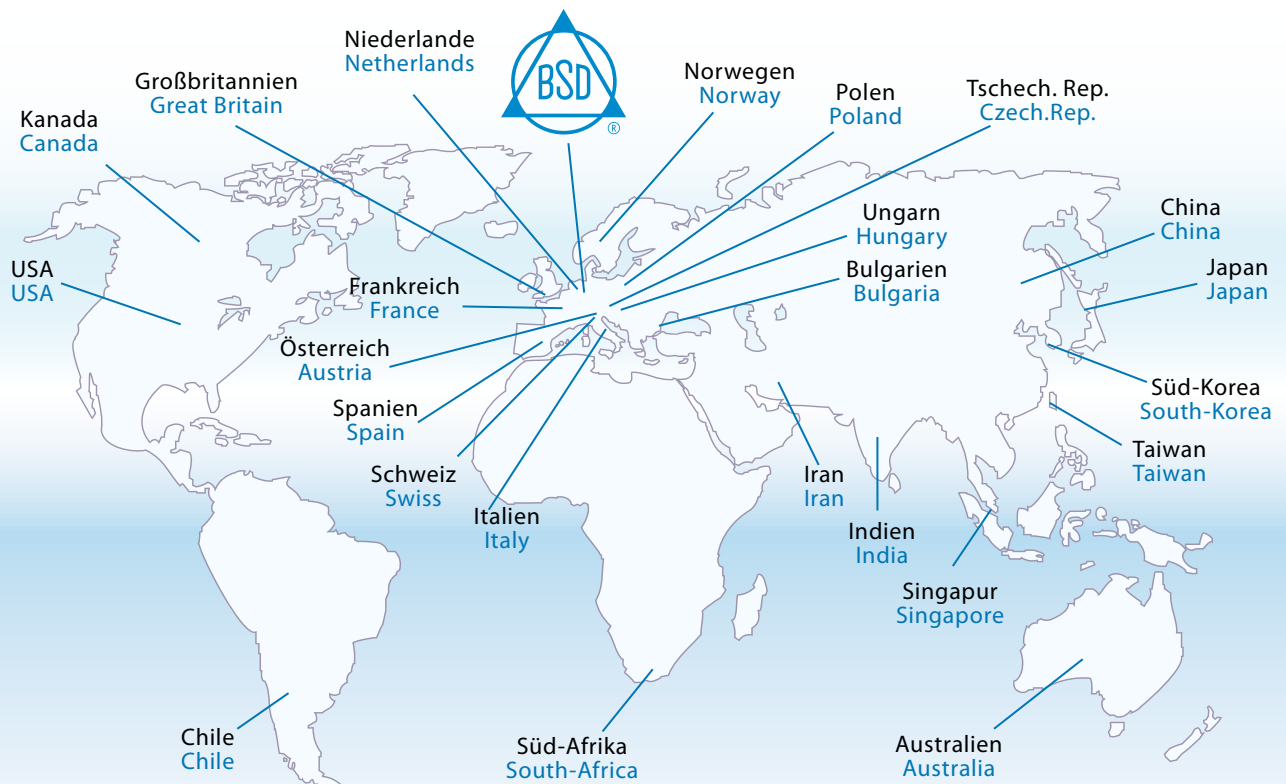 Niederlande
Netherlands
BSD
®
Großbritannien
Great Britain
Norwegen
Norway
Polen
Poland
Tschech. Rep.
Czech.Rep.
Kanada
Canada
Ungarn
Hungary
China
China
USA
USA
Frankreich
France
Bulgarien
Bulgaria
Japan
Japan
Österreich
Austria
Süd-Korea
South-Korea
Spanien
Spain
Taiwan
Taiwan
Schweiz
Swiss
Iran
Iran
Italien
Italy
Indien
India
Singapur
Singapore
Chile
Chile
Süd-Afrika
South-Africa
Australien
Australia